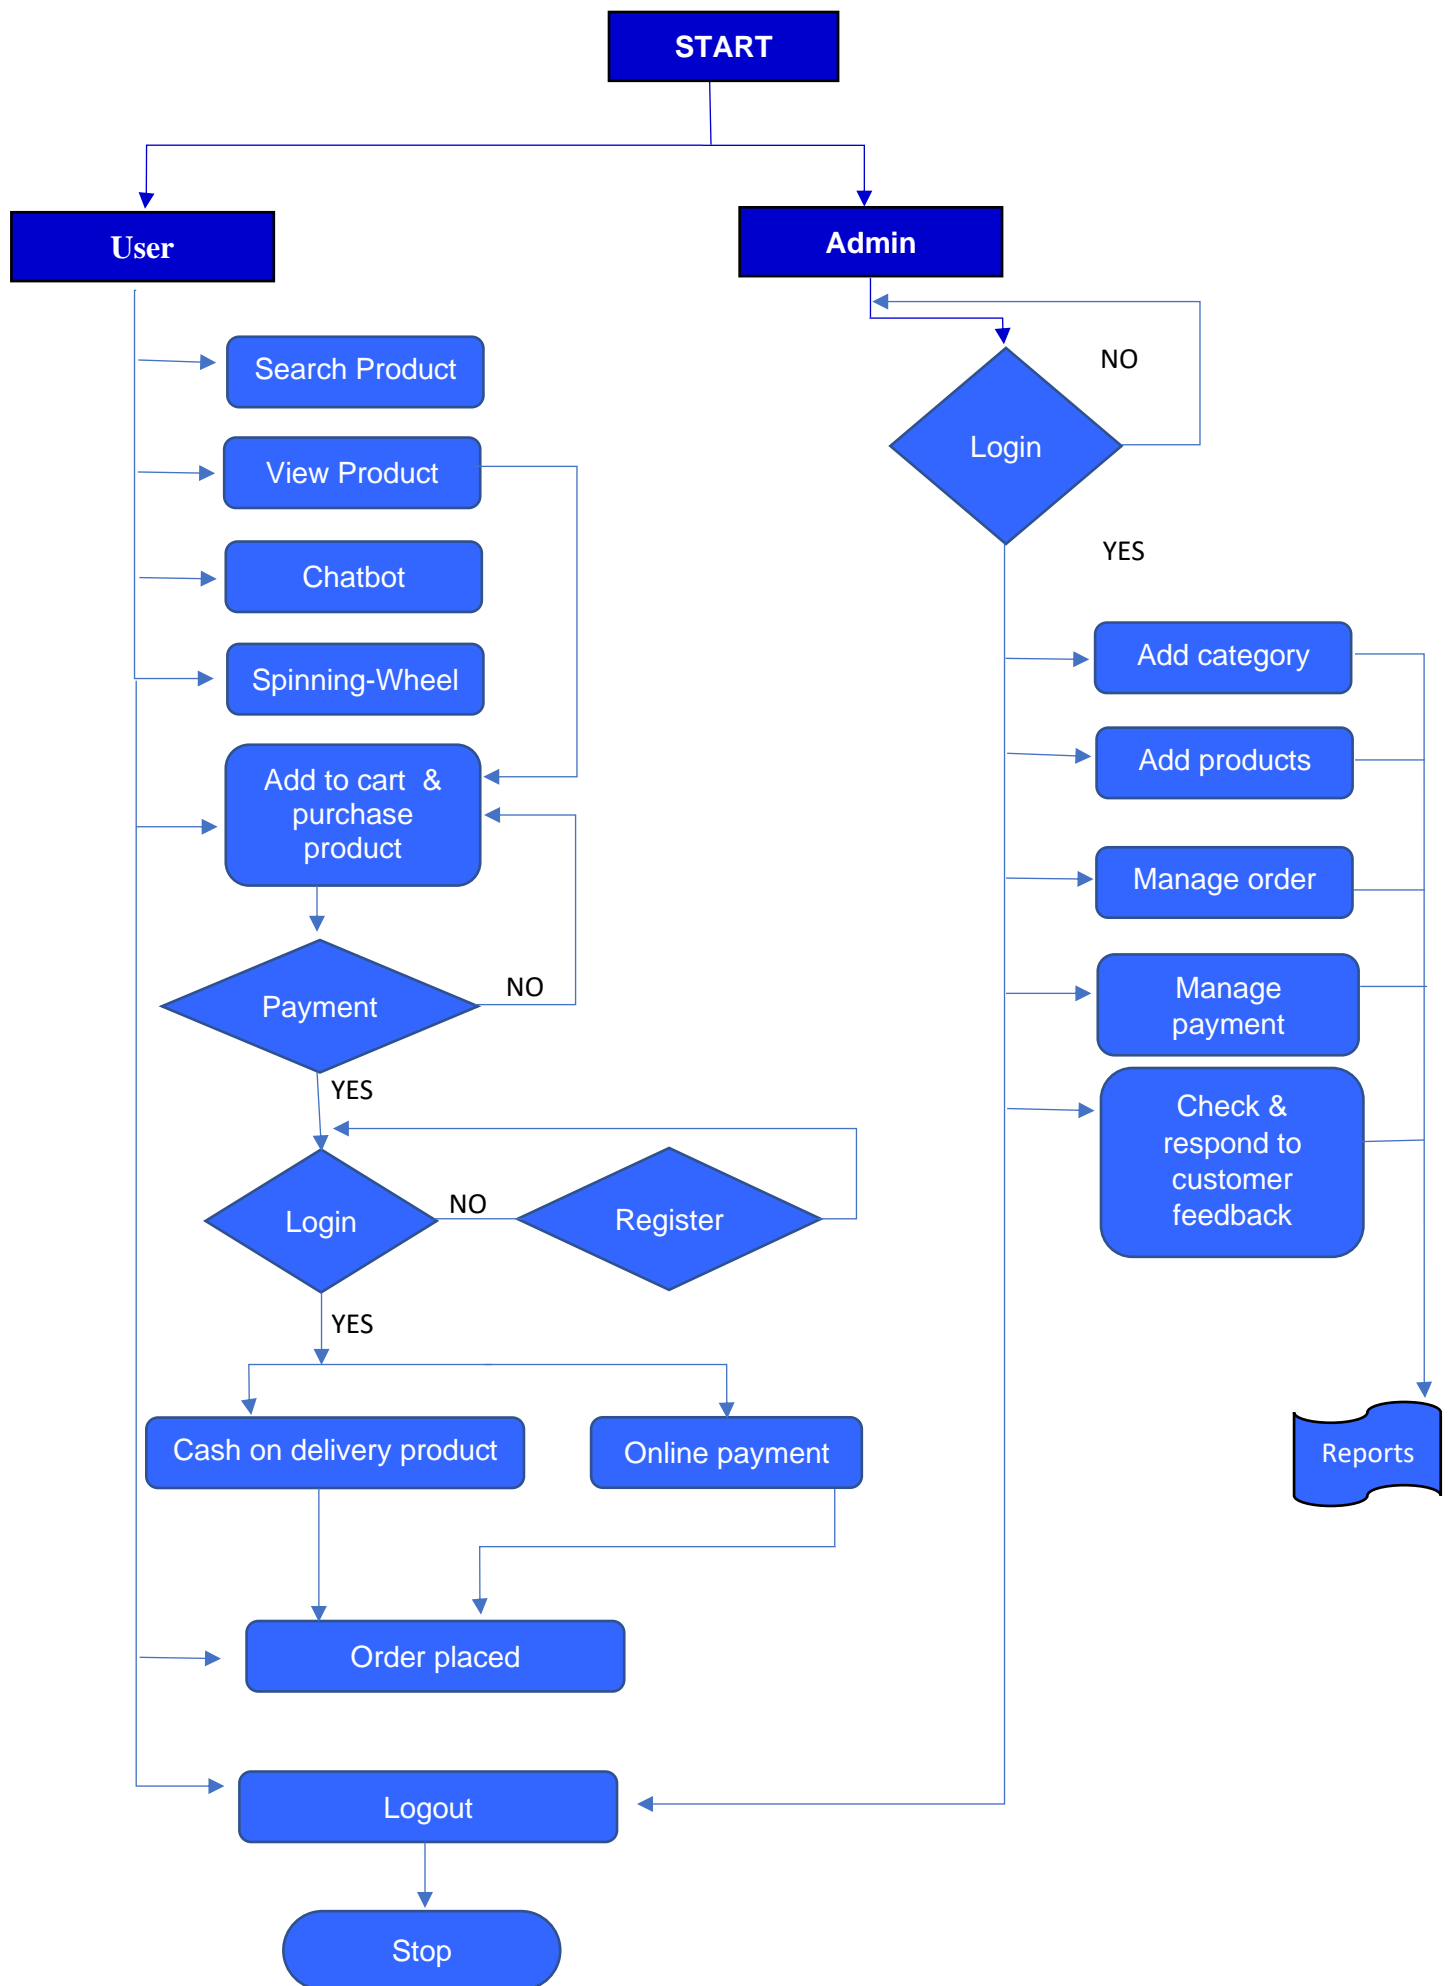 START
User
Admin
Search Product
View Product
Chatbot
Spinning-Wheel
Add to cart  &
purchase
product
Payment
NO
YES
Login
NO
Register
YES
Cash on delivery product
Online payment
Order placed
Logout
Stop
Login
NO
YES
Add category
Add products
Manage order
Manage
payment
Check &
respond to
customer
feedback
Reports